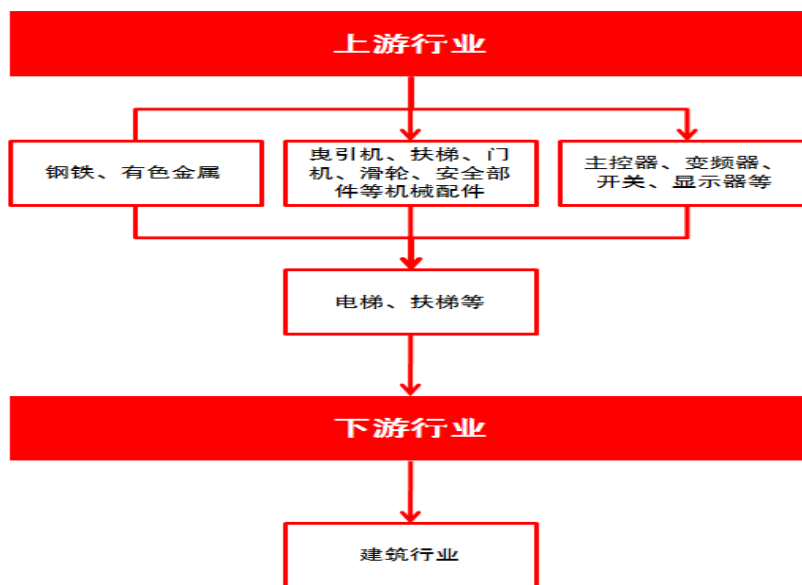 上游行业
钢铁、有色金属
曳引机、扶梯、门
机、滑轮、安全部
件等机械配件
主控器、变频器、
开关、显示器等
电梯、扶梯等
下游行业
建筑行业